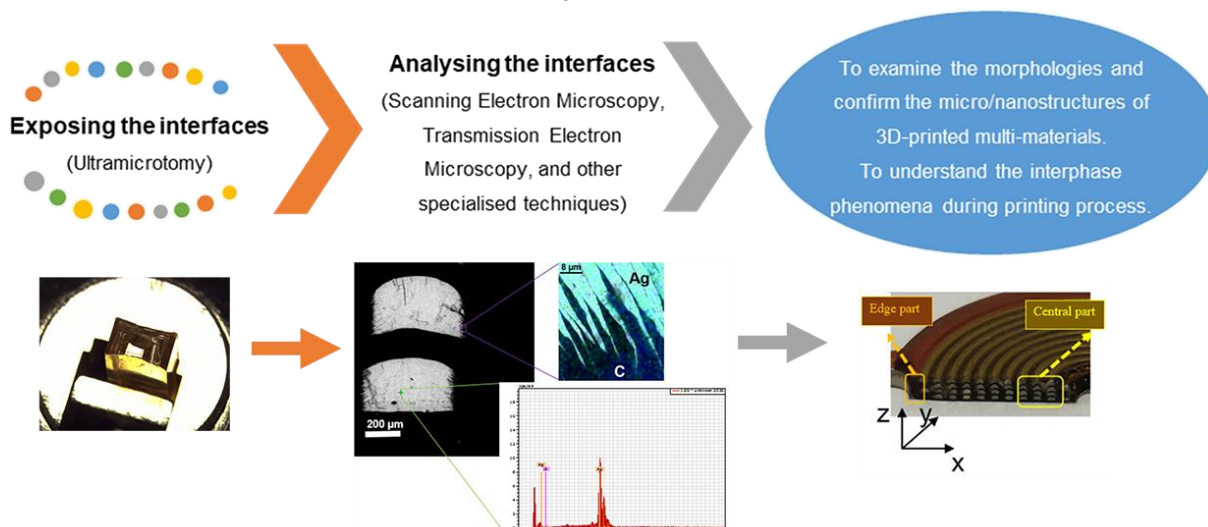 Exposing the interfaces
(Ultramicrotomy)
Analysing the interfaces
(Scanning Electron Microscopy,
Transmission Electron
Microscopy, and other
specialised techniques)
To examine the morphologies and
confirm the micro/nanostructures of
3D-printed multi-materials.
To understand the interphase
phenomena during printing process.
8 µm
Ag
C
200 µm
Edge part
Central part
z
y
x